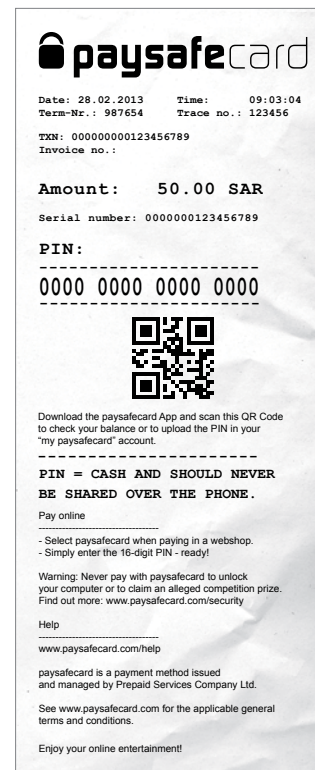 paysafecard
Date: 28.02.2013 Time: 09:03:04
Term-Nr.: 987654 Trace no.: 123456
TXN: 000000000123456789
Invoice no.:
Amount: 50.00 SAR
Serial number: 0000000123456789
PIN:
----------------------
0000 0000 0000 0000
----------------------
Download the paysafecard App and scan this QR Code
to check your balance or to upload the PIN in your
“my paysafecard” account.
----------------------
PIN = CASH AND SHOULD NEVER
BE SHARED OVER THE PHONE.
Pay online
------------------------------------
- Select paysafecard when paying in a webshop.
- Simply enter the 16-digit PIN - ready!
Warning: Never pay with paysafecard to unlock
your computer or to claim an alleged competition prize.
Find out more: www.paysafecard.com/security
Help
------------------------------------
www.paysafecard.com/help
paysafecard is a payment method issued
and managed by Prepaid Services Company Ltd.
See www.paysafecard.com for the applicable general
terms and conditions.
Enjoy your online entertainment!